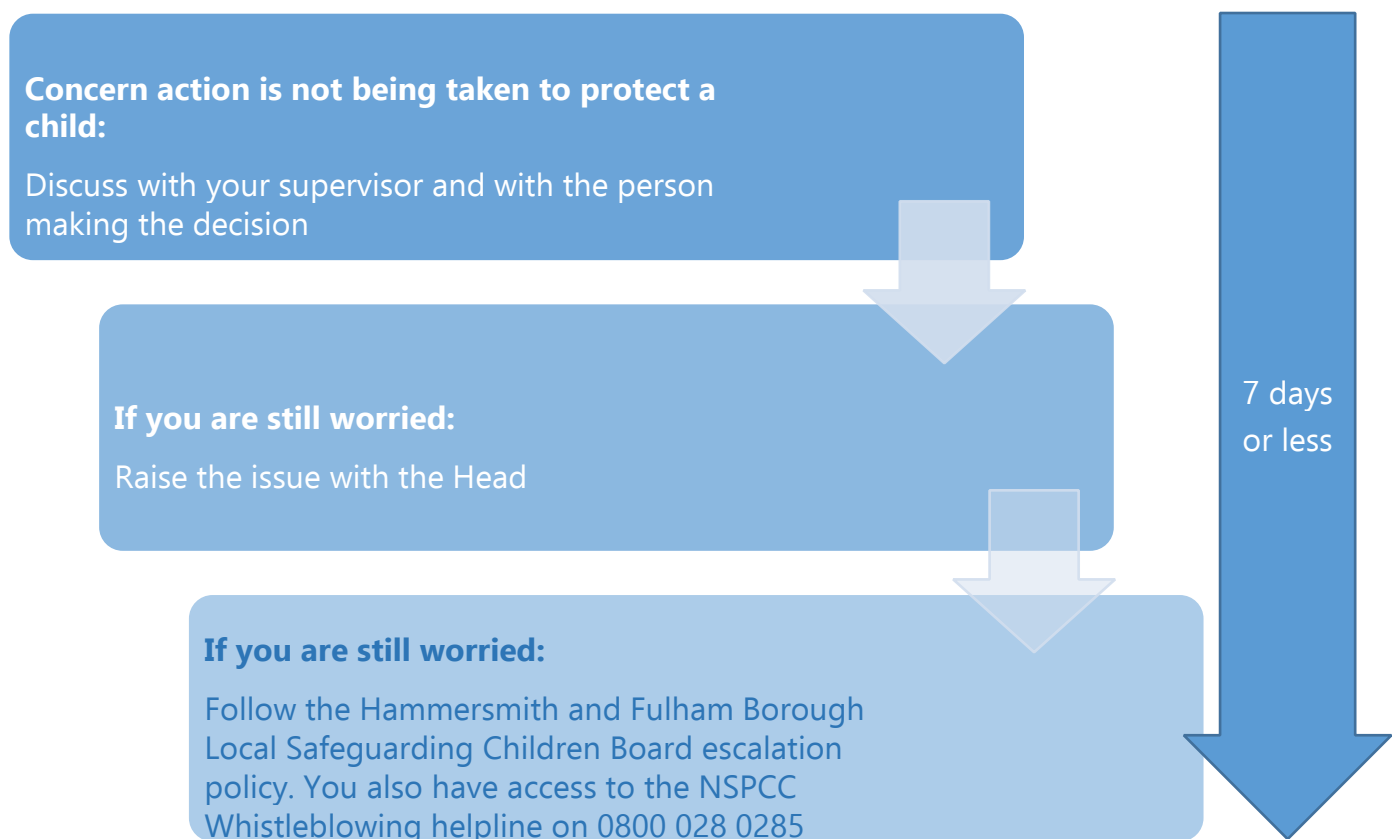 Concern action is not being taken to protect a
child:
Discuss with your supervisor and with the person
making the decision
If you are still worried:
Raise the issue with the Head
7 days
or less
If you are still worried:
Follow the Hammersmith and Fulham Borough
Local Safeguarding Children Board escalation
policy. You also have access to the NSPCC
Whistleblowing helpline on 0800 028 0285